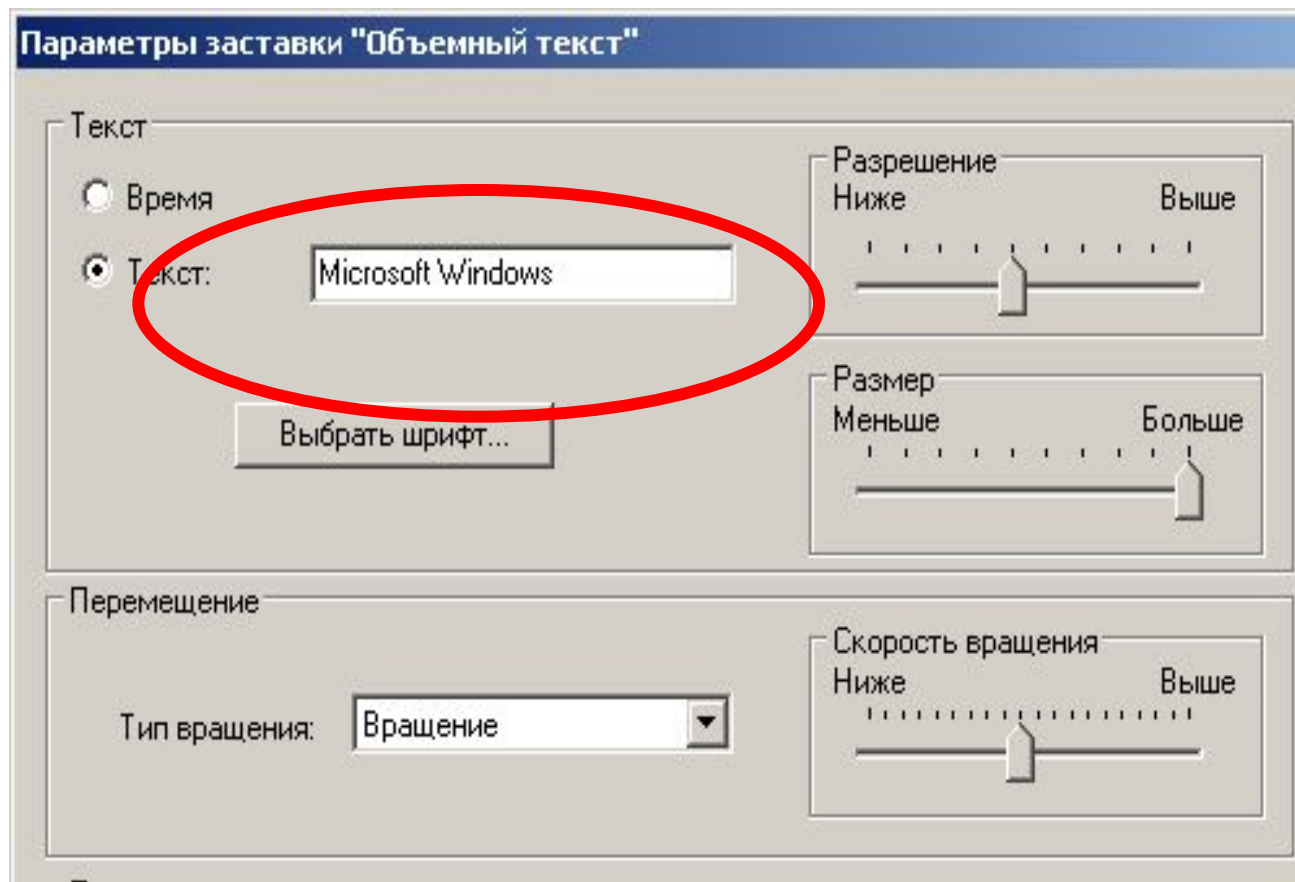 Параметры заставки "Объемный текст"
Текст
Время
Текст:
Microsoft Windows
Выбрать шрифт...
Разрешение
Ниже Выше
Размер
Меньше Больше
Перемещение
Тип вращения:
Вращение
Скорость вращения
Ниже Выше